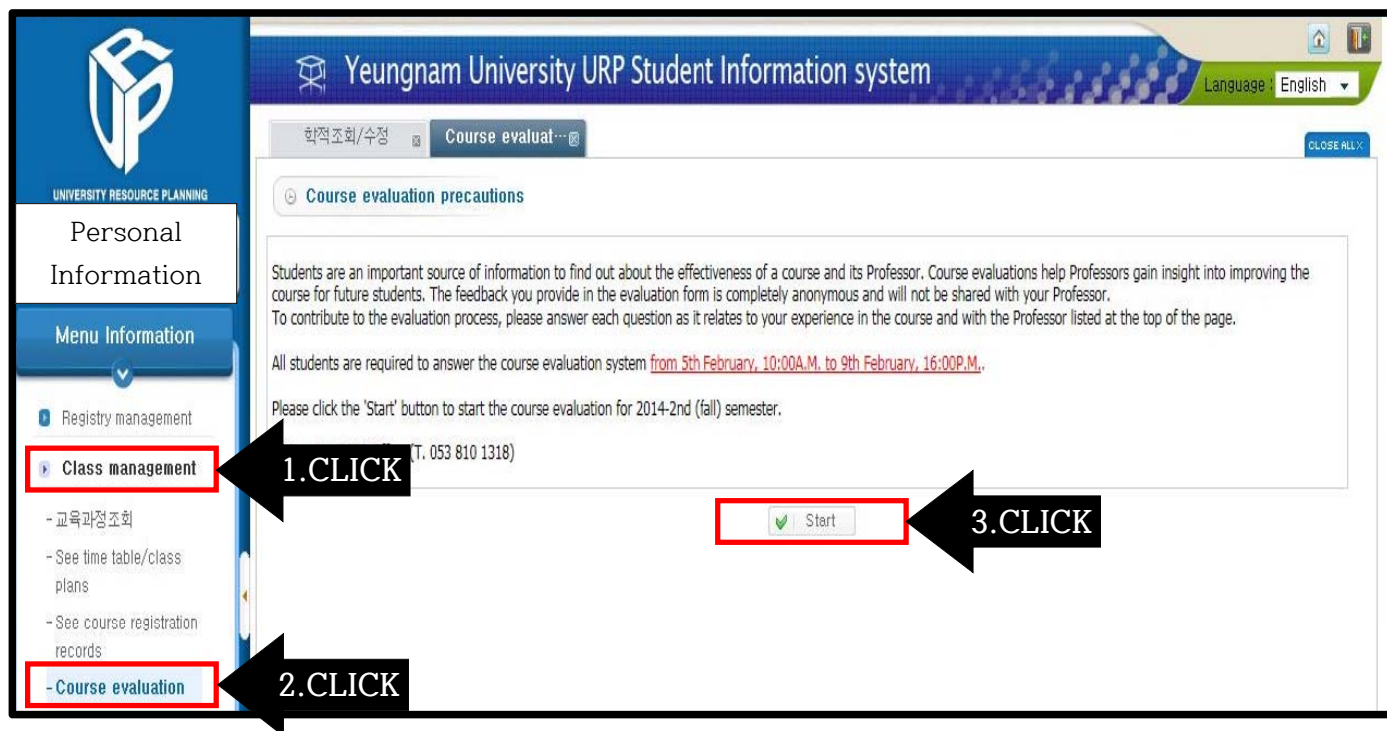 URP
UNIVERSITY RESOURCE PLANNING
Personal
Information
Menu Information
Registry management
Class management
- 교육과정조회
- See time table/class
plans
- See course registration
records
- Course evaluation
Yeungnam University URP Student Information system
Language : English
학적조회/수정
Course evaluat···
CLOSE ALL X
Course evaluation precautions
Students are an important source of information to find out about the effectiveness of a course and its Professor. Course evaluations help Professors gain insight into improving the
course for future students. The feedback you provide in the evaluation form is completely anonymous and will not be shared with your Professor.
To contribute to the evaluation process, please answer each question as it relates to your experience in the course and with the Professor listed at the top of the page.
All students are required to answer the course evaluation system from 5th February, 10:00A.M. to 9th February, 16:00P.M..
Please click the 'Start' button to start the course evaluation for 2014-2nd (fall) semester.
(T. 053 810 1318)
1.CLICK
Start
3.CLICK
2.CLICK